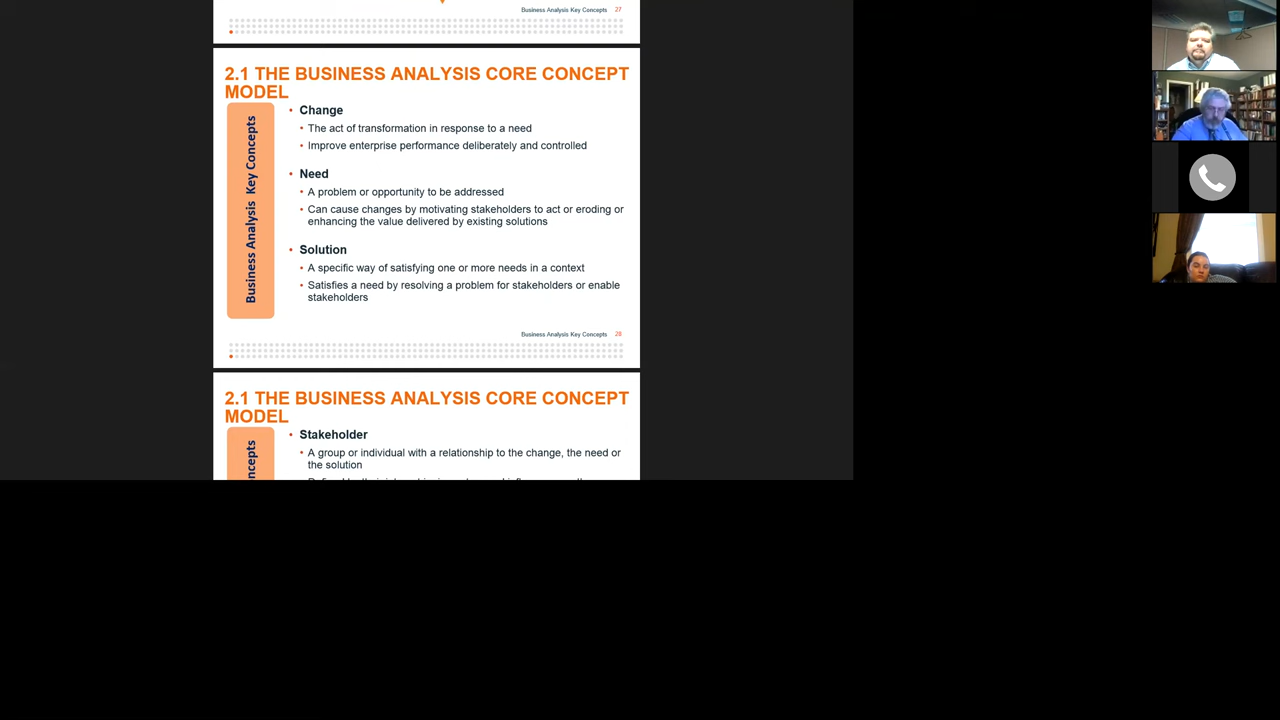 Business Analysis Key Concepts 27
2.1 THE BUSINESS ANALYSIS CORE CONCEPT
MODEL
Business Analysis Key Concepts
• Change
• The act of transformation in response to a need
• Improve enterprise performance deliberately and controlled
• Need
• A problem or opportunity to be addressed
• Can cause changes by motivating stakeholders to act or eroding or
enhancing the value delivered by existing solutions
• Solution
• A specific way of satisfying one or more needs in a context
• Satisfies a need by resolving a problem for stakeholders or enable
stakeholders
Business Analysis Key Concepts 28
2.1 THE BUSINESS ANALYSIS CORE CONCEPT
MODEL
• Stakeholder
• A group or individual with a relationship to the change, the need or
the solution